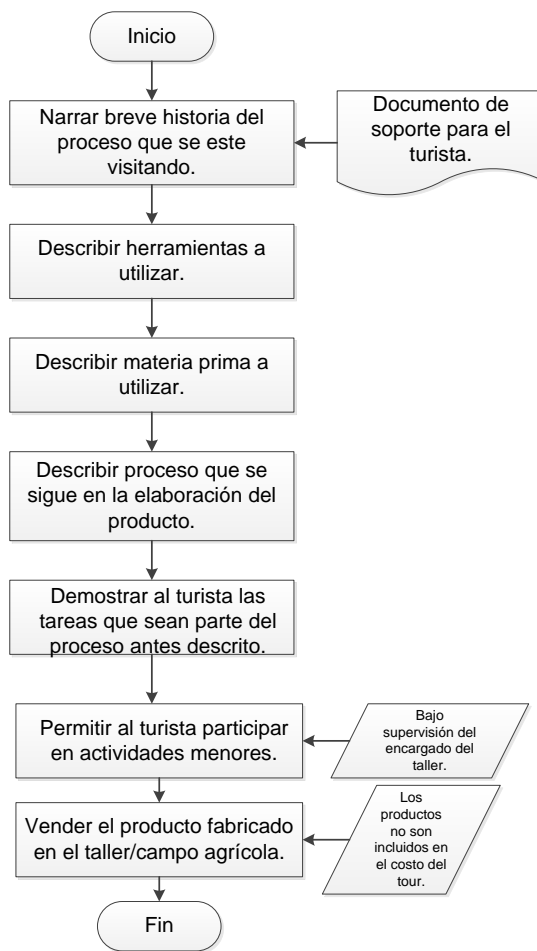 Inicio
Narrar breve historia del
proceso que se este
visitando.
Documento de
soporte para el
turista.
Describir herramientas a
utilizar.
Describir materia prima a
utilizar.
Describir proceso que se
sigue en la elaboración del
producto.
Demostrar al turista las
tareas que sean parte del
proceso antes descrito.
Permitir al turista participar
en actividades menores.
Bajo
supervisión del
encargado del
taller.
Vender el producto fabricado
en el taller/campo agrícola.
Los
productos
no son
incluidos en
el costo del
tour.
Fin